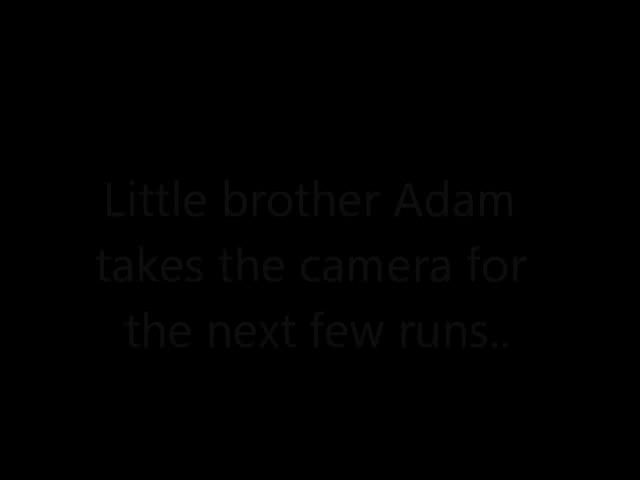 Little brother Adam
takes the camera for
the next few runs..